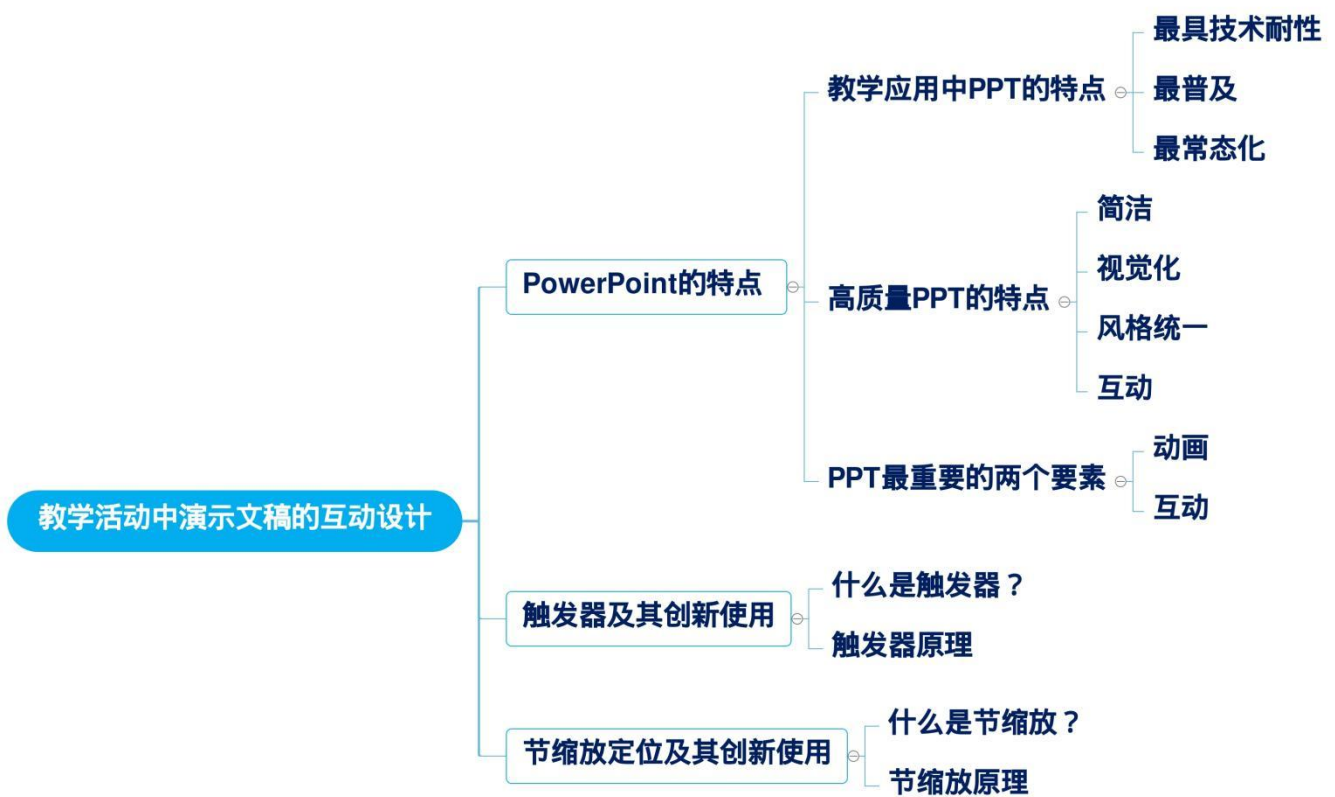 教学活动中演示文稿的互动设计
PowerPoint的特点
教学应用中PPT的特点
最具技术耐性
最普及
最常态化
高质量PPT的特点
简洁
视觉化
风格统一
互动
PPT最重要的两个要素
动画
互动
触发器及其创新使用
什么是触发器？
触发器原理
节缩放定位及其创新使用
什么是节缩放？
节缩放原理